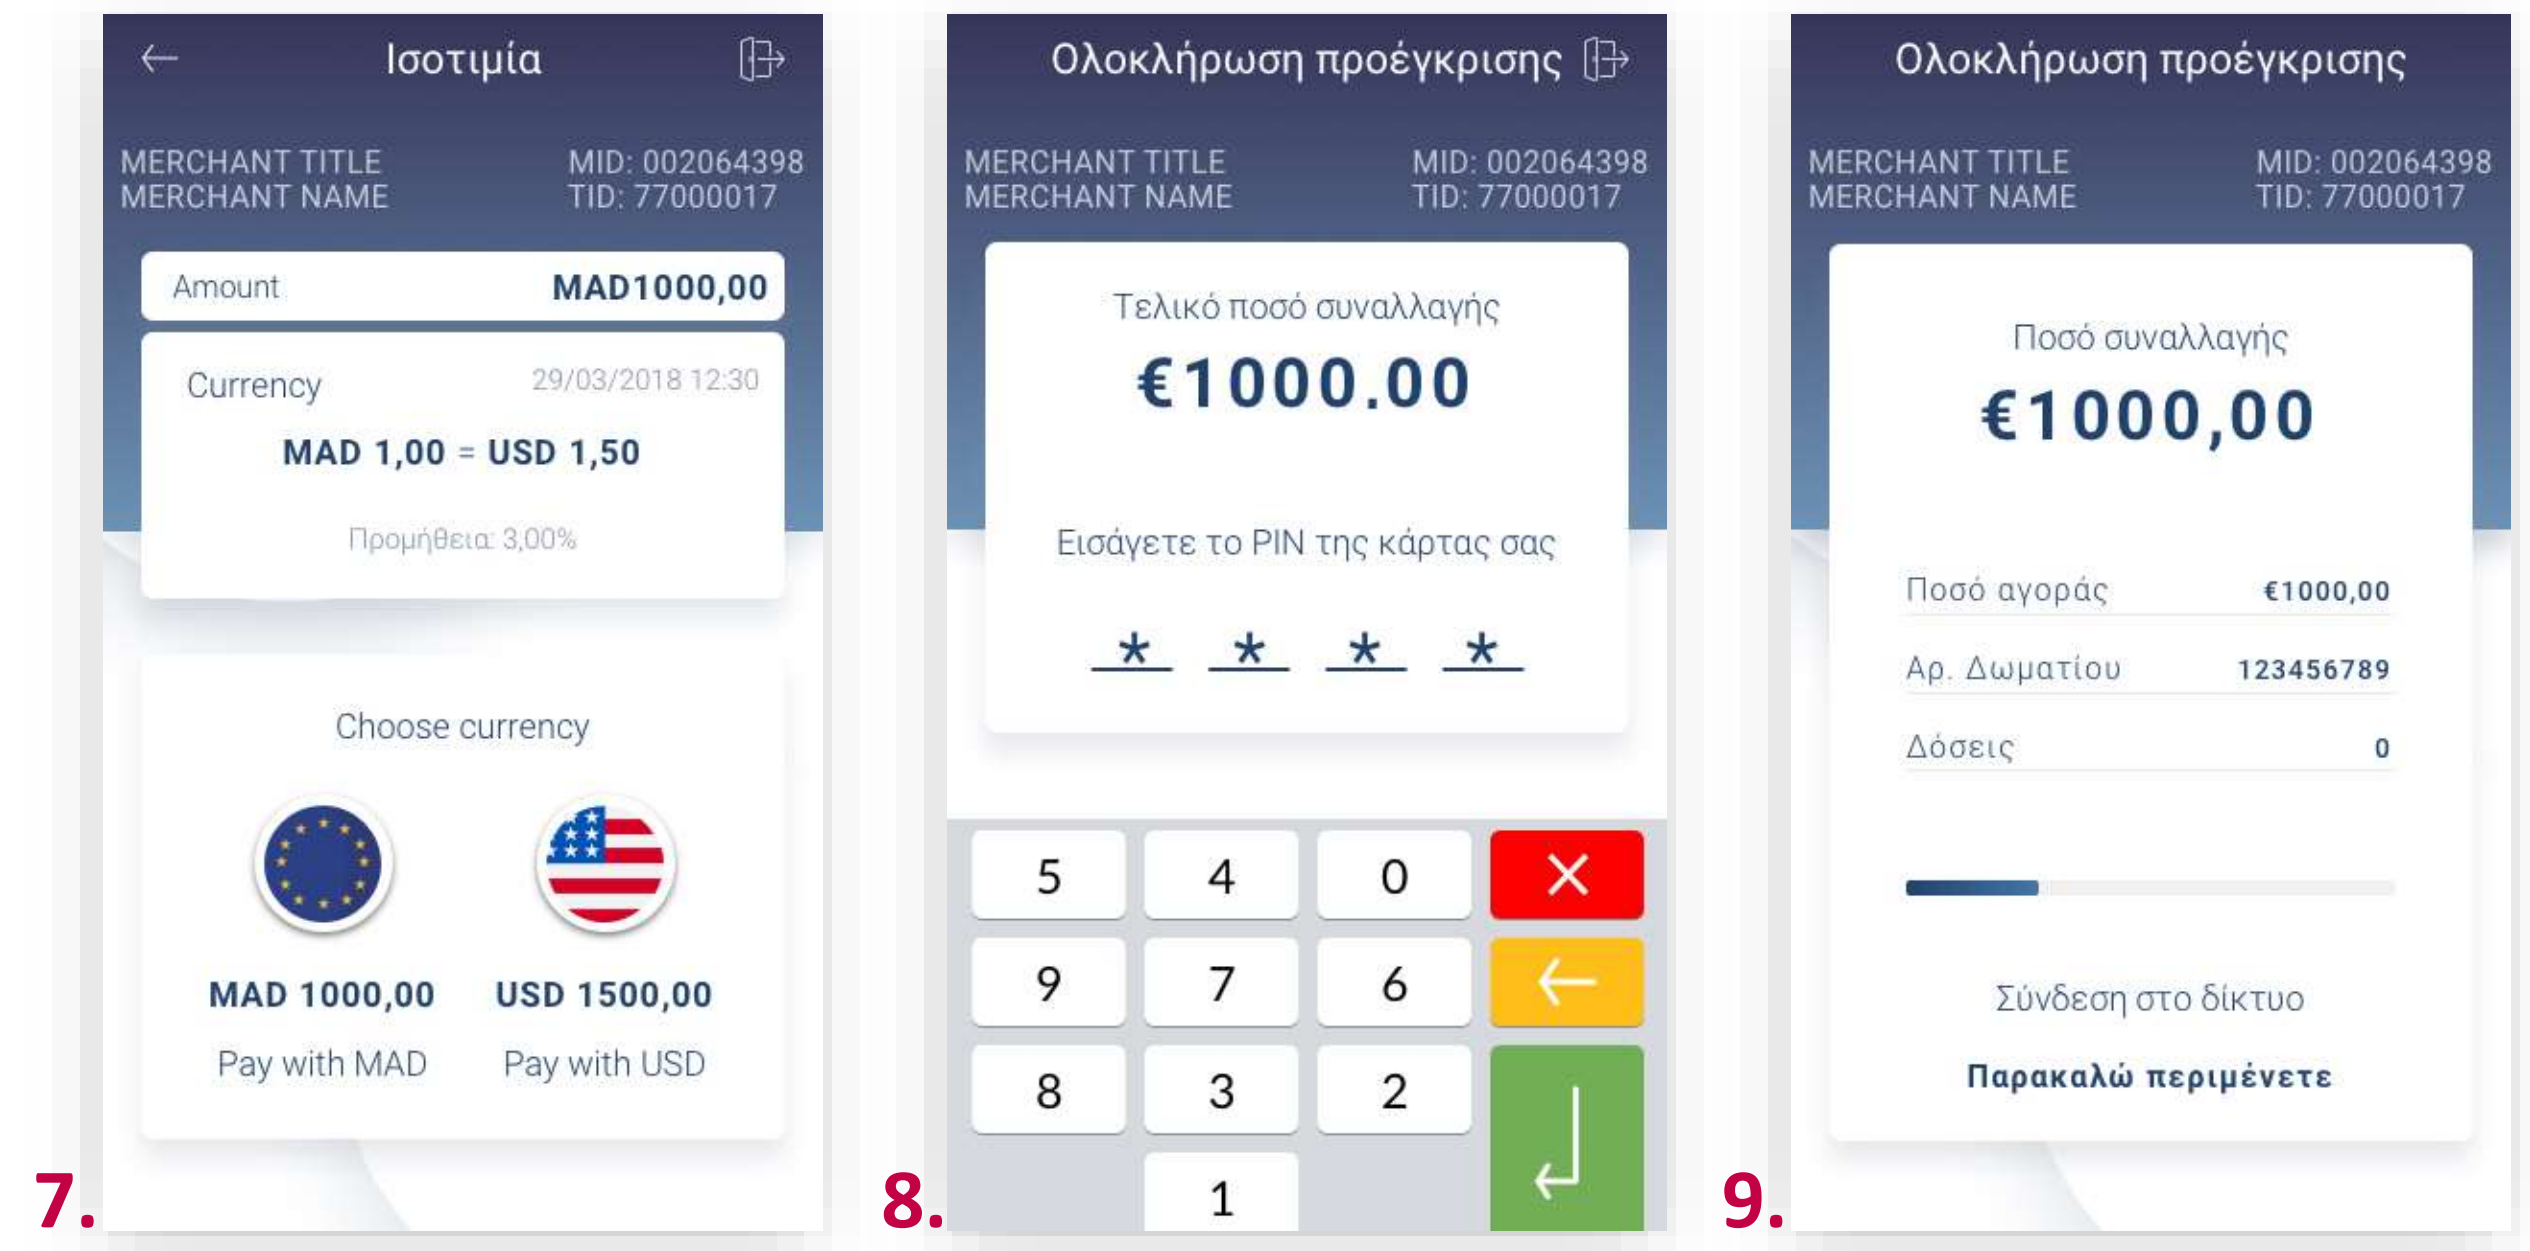 Ισοτιμία
MERCHANT TITLE MID: 002064398
MERCHANT NAME TID: 77000017
Amount MAD1000,00
Currency 29/03/2018 12:30
MAD 1,00 = USD 1,50
Προμήθεια: 3,00%
Choose currency
MAD 1000,00 USD 1500,00
Pay with MAD Pay with USD
7.
Ολοκλήρωση προέγκρισης
MERCHANT TITLE MID: 002064398
MERCHANT NAME TID: 77000017
Τελικό ποσό συναλλαγής
€1000.00
Εισάγετε το PIN της κάρτας σας
* * * *
5 4 0
9 7 6
8 3 2
1
8.
Ολοκλήρωση προέγκρισης
MERCHANT TITLE MID: 002064398
MERCHANT NAME TID: 77000017
Ποσό συναλλαγής
€1000,00
Ποσό αγοράς €1000,00
Αρ. Δωματίου 123456789
Δόσεις 0
Σύνδεση στο δίκτυο
Παρακαλώ περιμένετε
9.